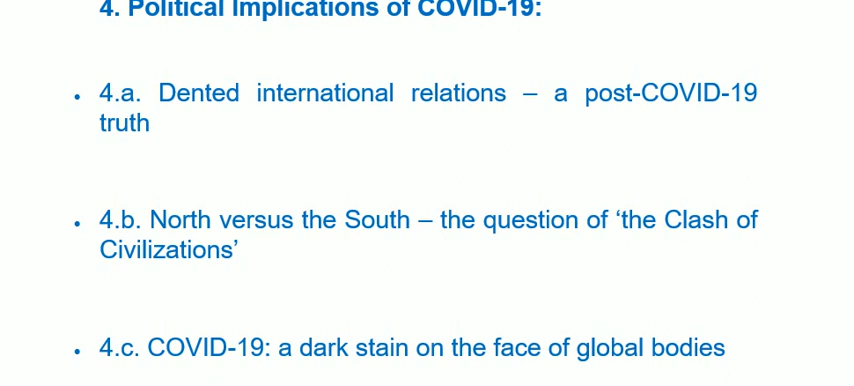 4. Political Implications of COVID-19:
• 4.a. Dented international relations – a post-COVID-19
truth
• 4.b. North versus the South – the question of ‘the Clash of
Civilizations’
• 4.c. COVID-19: a dark stain on the face of global bodies